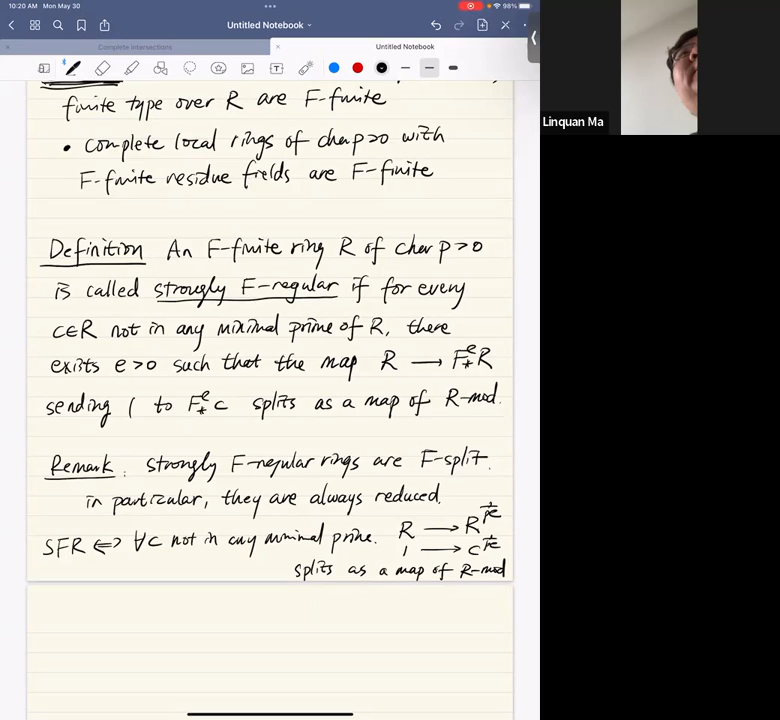 10:20 AM Mon May 30
98%
Untitled Notebook
Complete intersections
Untitled Notebook
finite type over R are F-finite
• complete local rings of char p>0 with
F-finite residue fields are F-finite
Definition An F-finite ring R of char p>0
is called strongly F-regular if for every
c∈R not in any minimal prime of R, there
exists e>0 such that the map R → F_*^e R
sending 1 to F_*^e c splits as a map of R-mod.
Remark: strongly F-regular rings are F-split.
in particular, they are always reduced.
SFR ⟺ ∀c not in any minimal prime. R → R^{1/p^e}
1 → c^{1/p^e}
splits as a map of R-mod
Linquan Ma